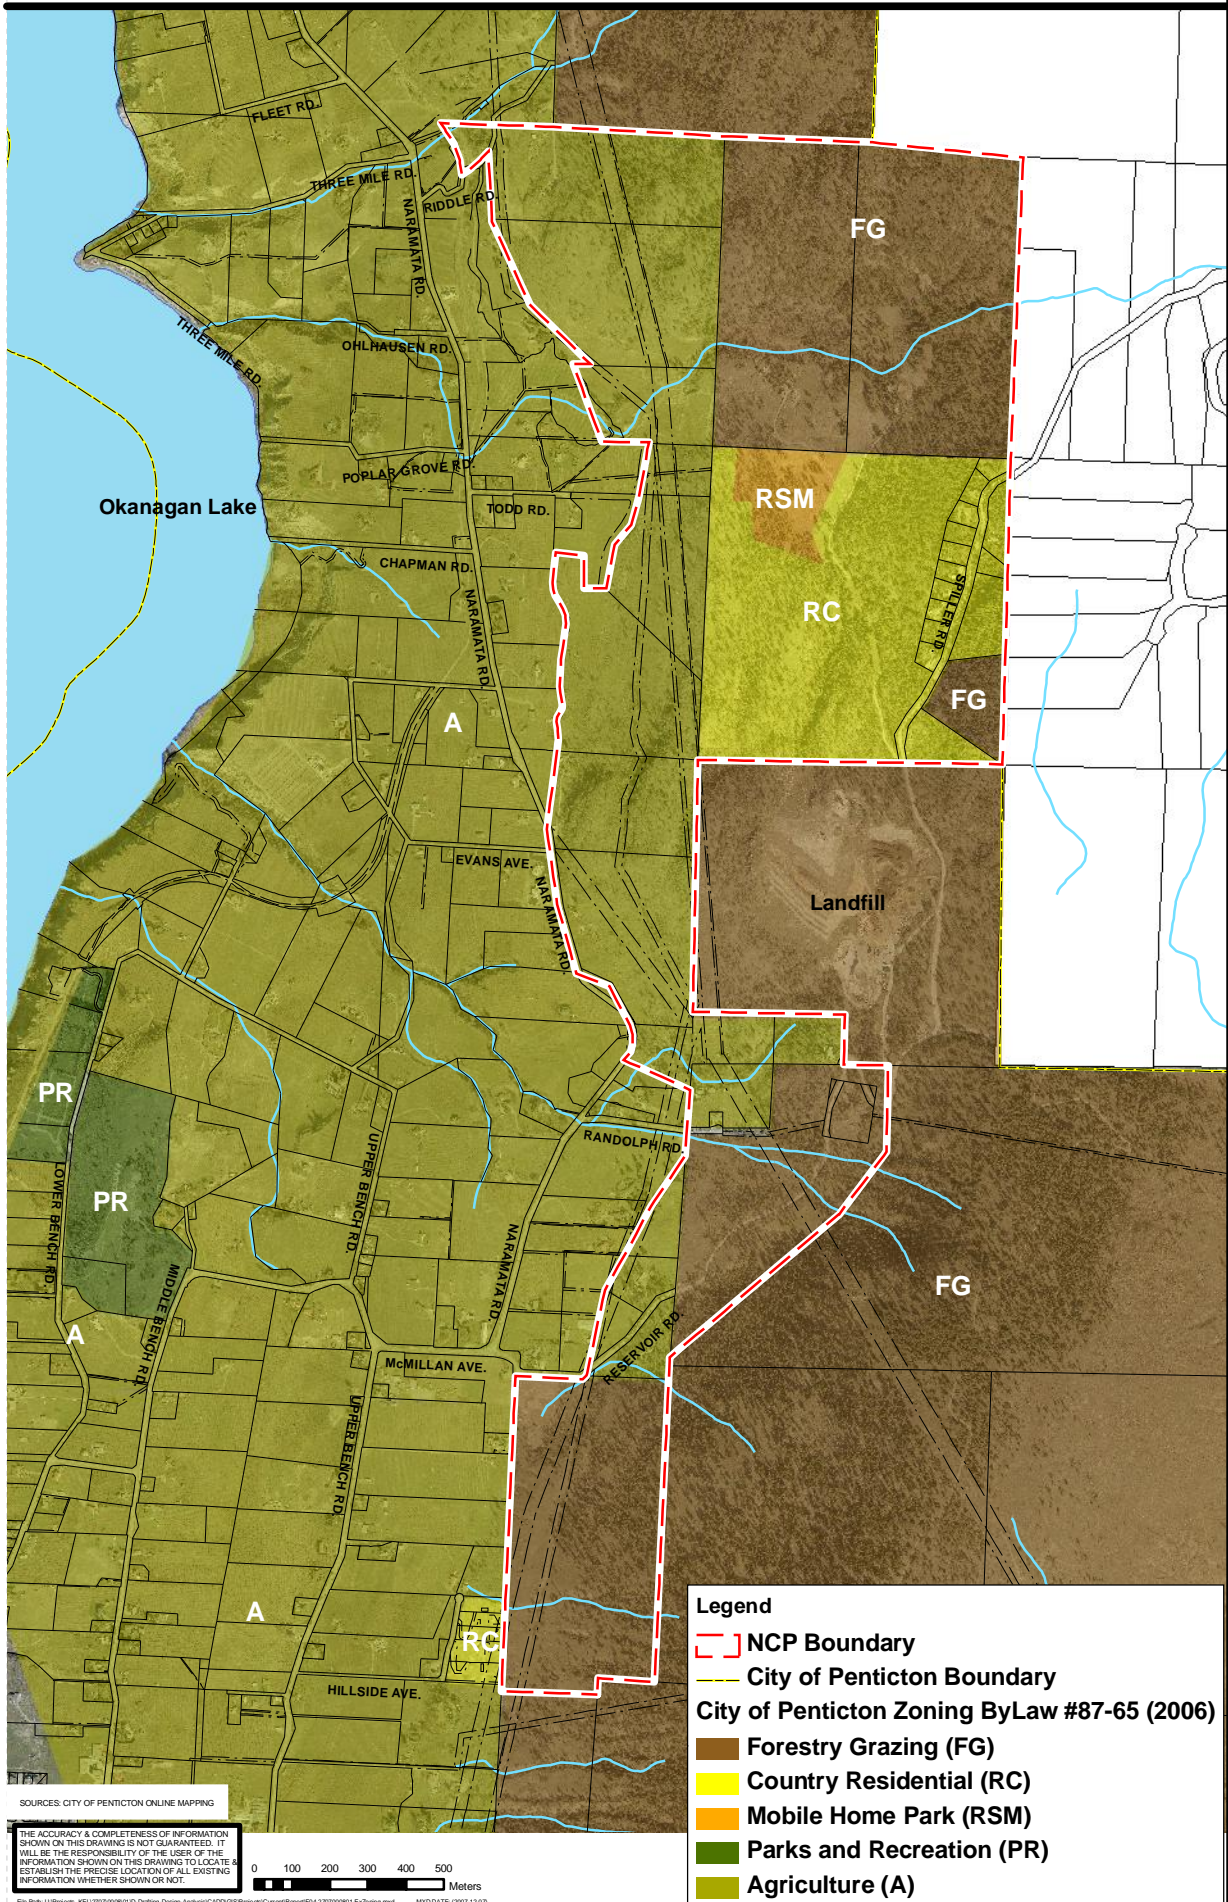 FLEET RD.
THREE MILE RD.
RIDDLE RD.
NARAMATA RD.
FG
THREE MILE RD.
OHLHAUSEN RD.
POPLAR GROVE RD.
RSM
Okanagan Lake
TODD RD.
CHAPMAN RD.
NARAMATA RD.
RC
SPILLER RD.
FG
A
EVANS AVE.
NARAMATA RD.
Landfill
PR
RANDOLPH RD.
UPPER BENCH RD.
LOWER BENCH RD.
PR
NARAMATA RD.
MIDDLE BENCH RD.
FG
A
RESERVOIR RD.
McMILLAN AVE.
UPPER BENCH RD.
A
RC
HILLSIDE AVE.
Legend
NCP Boundary
City of Penticton Boundary
City of Penticton Zoning ByLaw #87-65 (2006)
Forestry Grazing (FG)
Country Residential (RC)
Mobile Home Park (RSM)
Parks and Recreation (PR)
Agriculture (A)
SOURCES: CITY OF PENTICTON ONLINE MAPPING
THE ACCURACY & COMPLETENESS OF INFORMATION
SHOWN ON THIS DRAWING IS NOT GUARANTEED. IT
WILL BE THE RESPONSIBILITY OF THE USER OF THE
INFORMATION SHOWN ON THIS DRAWING TO LOCATE &
ESTABLISH THE PRECISE LOCATION OF ALL EXISTING
INFORMATION WHETHER SHOWN OR NOT.
0 100 200 300 400 500
Meters